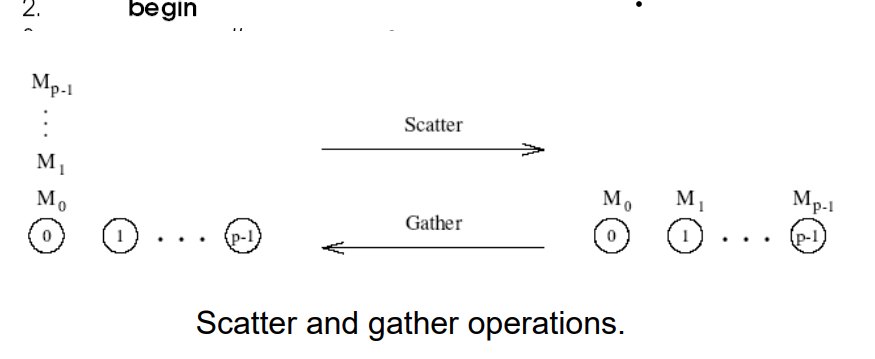 2. begin
M_{p-1}
⋮
Scatter
M_1
M_0 M_0 M_1 M_{p-1}
Gather
0 1 . . . p-1 0 1 . . . p-1
Scatter and gather operations.